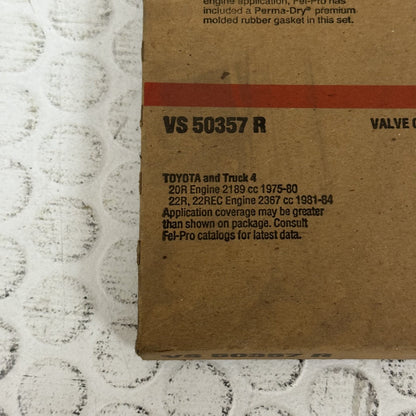 engine application, Fel-Pro has
included a Perma-Dry® premium
molded rubber gasket in this set.
VS 50357 R
VALVE
TOYOTA and Truck 4
20R Engine 2189 cc 1975-80
22R, 22REC Engine 2367 cc 1981-84
Application coverage may be greater
than shown on package. Consult
Fel-Pro catalogs for latest data.
VS 50357 R